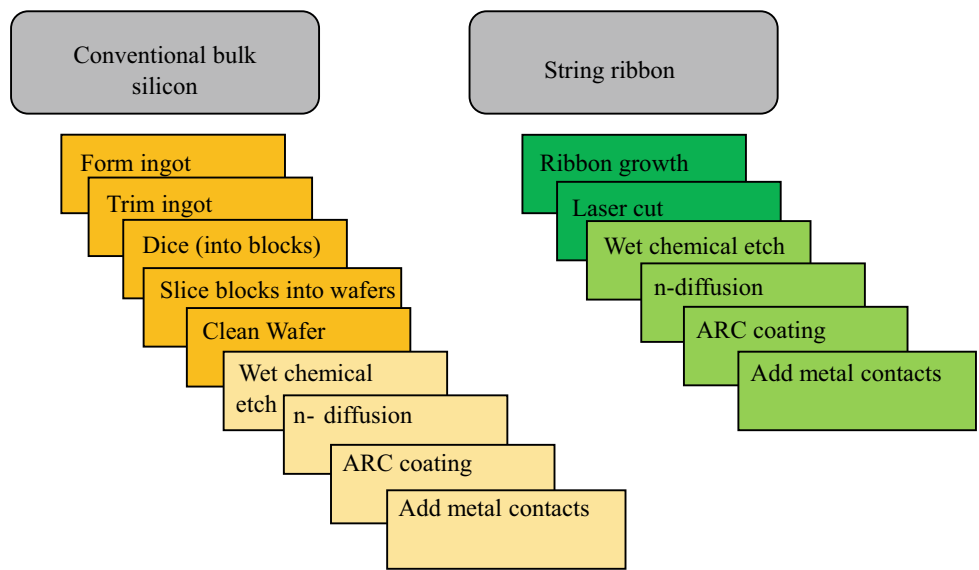 Conventional bulk
silicon
Form ingot
Trim ingot
Dice (into blocks)
Slice blocks into wafers
Clean Wafer
Wet chemical
etch
n- diffusion
ARC coating
Add metal contacts
String ribbon
Ribbon growth
Laser cut
Wet chemical etch
n-diffusion
ARC coating
Add metal contacts